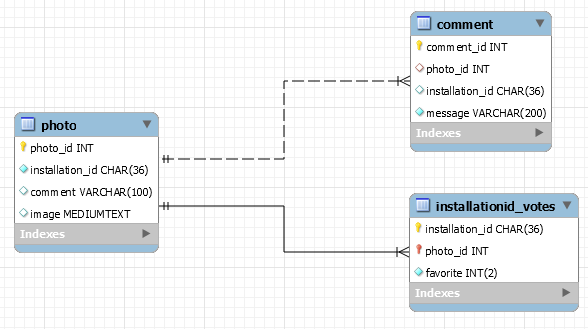 comment
comment_id INT
photo_id INT
installation_id CHAR(36)
message VARCHAR(200)
Indexes
photo
photo_id INT
installation_id CHAR(36)
comment VARCHAR(100)
image MEDIUMTEXT
Indexes
installationid_votes
installation_id CHAR(36)
photo_id INT
favorite INT(2)
Indexes